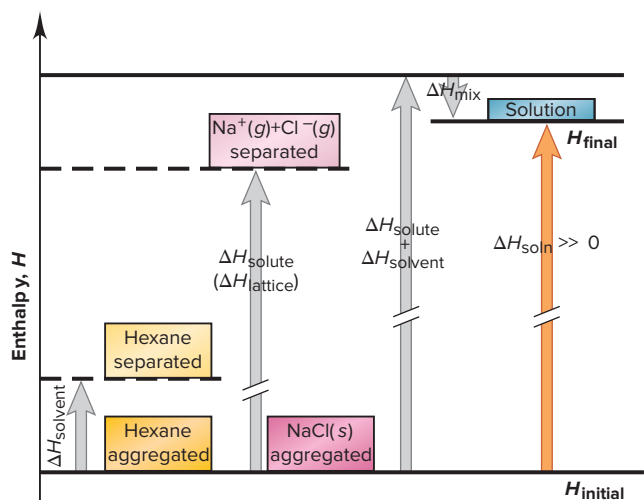 ΔHmix
Solution
Na⁺(g)+Cl⁻(g)
separated
Hfinal
ΔHsolute
+
ΔHsolvent
ΔHsolute
(ΔHlattice)
ΔHsoln >> 0
Enthalpy, H
Hexane
separated
ΔHsolvent
Hexane
aggregated
NaCl(s)
aggregated
Hinitial